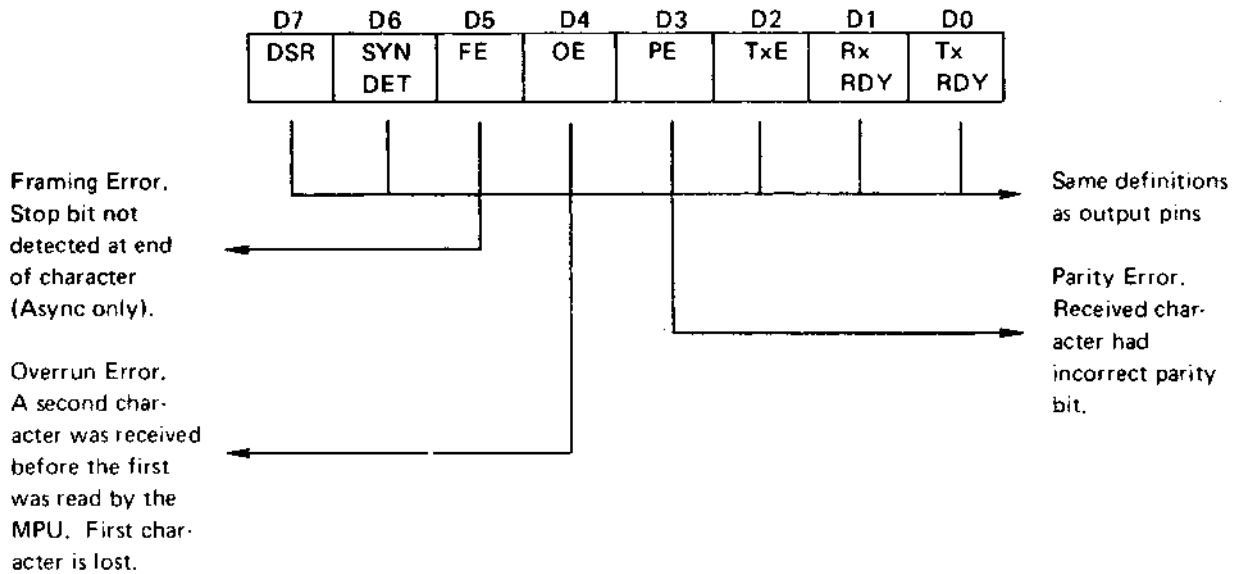 D7 D6 D5 D4 D3 D2 D1 D0
DSR SYN FE OE PE TxE Rx Tx
DET RDY RDY
Framing Error.
Stop bit not
detected at end
of character
(Async only).
Overrun Error.
A second char-
acter was received
before the first
was read by the
MPU. First char-
acter is lost.
Same definitions
as output pins
Parity Error.
Received char-
acter had
incorrect parity
bit.